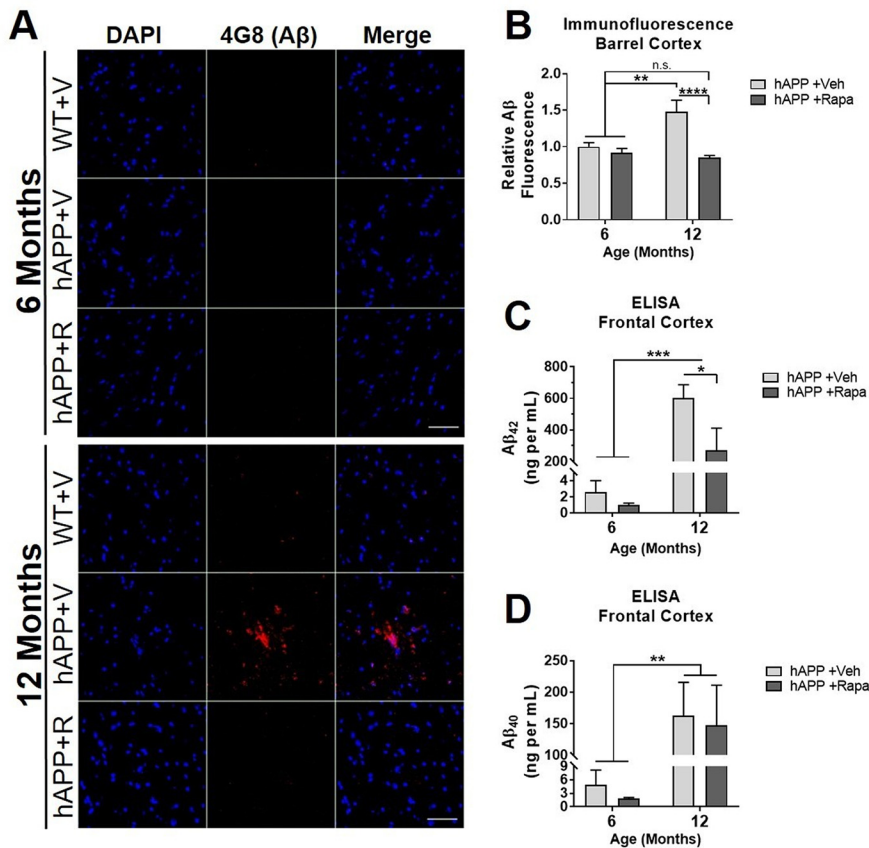 A
DAPI
4G8 (Aβ)
Merge
6 Months
WT+V
hAPP+V
hAPP+R
12 Months
WT+V
hAPP+V
hAPP+R
B
Immunofluorescence
Barrel Cortex
Relative Aβ
Fluorescence
2.0
1.5
1.0
0.5
0.0
n.s.
**
****
hAPP +Veh
hAPP +Rapa
6
12
Age (Months)
C
ELISA
Frontal Cortex
Aβ42
(ng per mL)
800
600
400
200
4
2
0
***
*
hAPP +Veh
hAPP +Rapa
6
12
Age (Months)
D
ELISA
Frontal Cortex
Aβ40
(ng per mL)
250
200
150
100
9
6
3
0
**
hAPP +Veh
hAPP +Rapa
6
12
Age (Months)